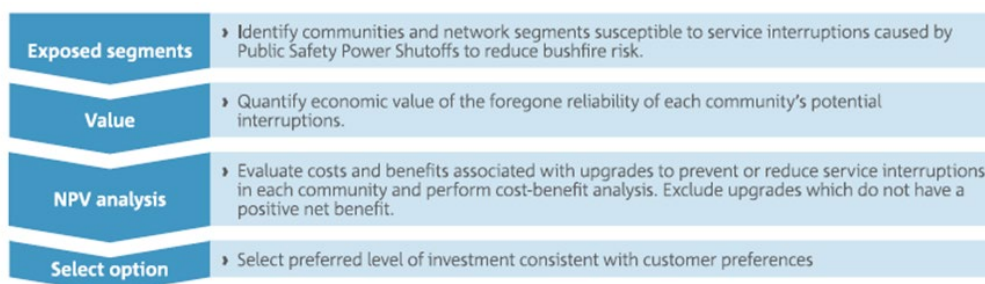 Exposed segments
› Identify communities and network segments susceptible to service interruptions caused by
Public Safety Power Shutoffs to reduce bushfire risk.
Value
› Quantify economic value of the foregone reliability of each community's potential
interruptions.
NPV analysis
› Evaluate costs and benefits associated with upgrades to prevent or reduce service interruptions
in each community and perform cost-benefit analysis. Exclude upgrades which do not have a
positive net benefit.
Select option
› Select preferred level of investment consistent with customer preferences